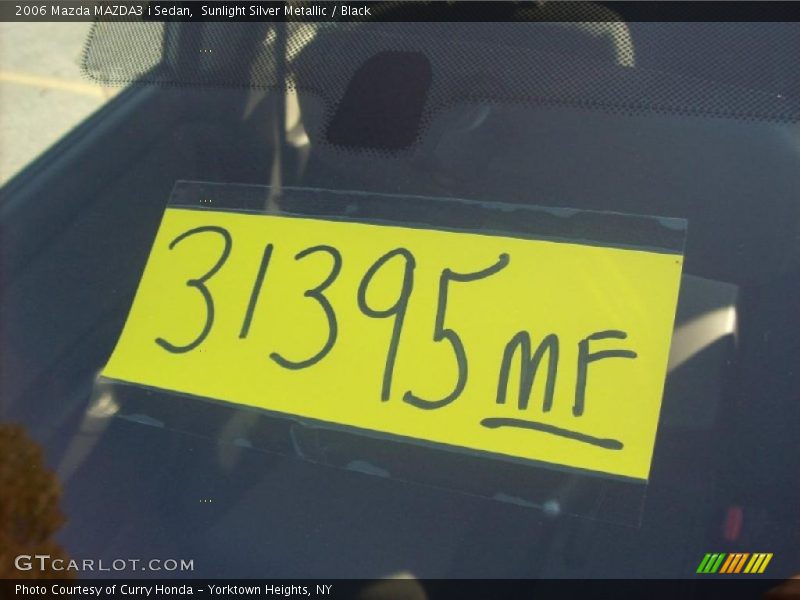 2006 Mazda MAZDA3 i Sedan,  Sunlight Silver Metallic / Black
31395 MF
GTCARLOT.COM
Photo Courtesy of Curry Honda – Yorktown Heights, NY